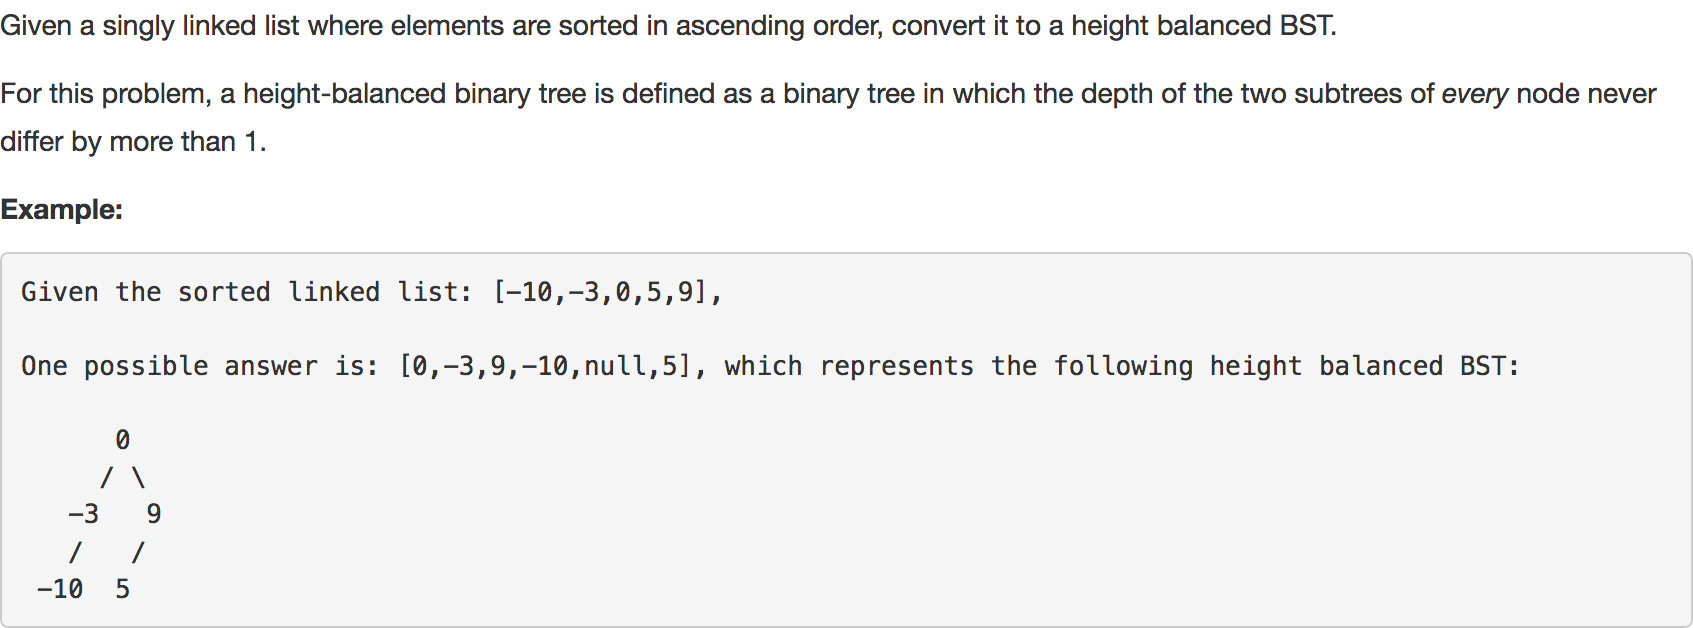 Given a singly linked list where elements are sorted in ascending order, convert it to a height balanced BST.
For this problem, a height-balanced binary tree is defined as a binary tree in which the depth of the two subtrees of every node never
differ by more than 1.
Example:
Given the sorted linked list: [-10,-3,0,5,9],
One possible answer is: [0,-3,9,-10,null,5], which represents the following height balanced BST:
0
/ \
-3 9
/ /
-10 5